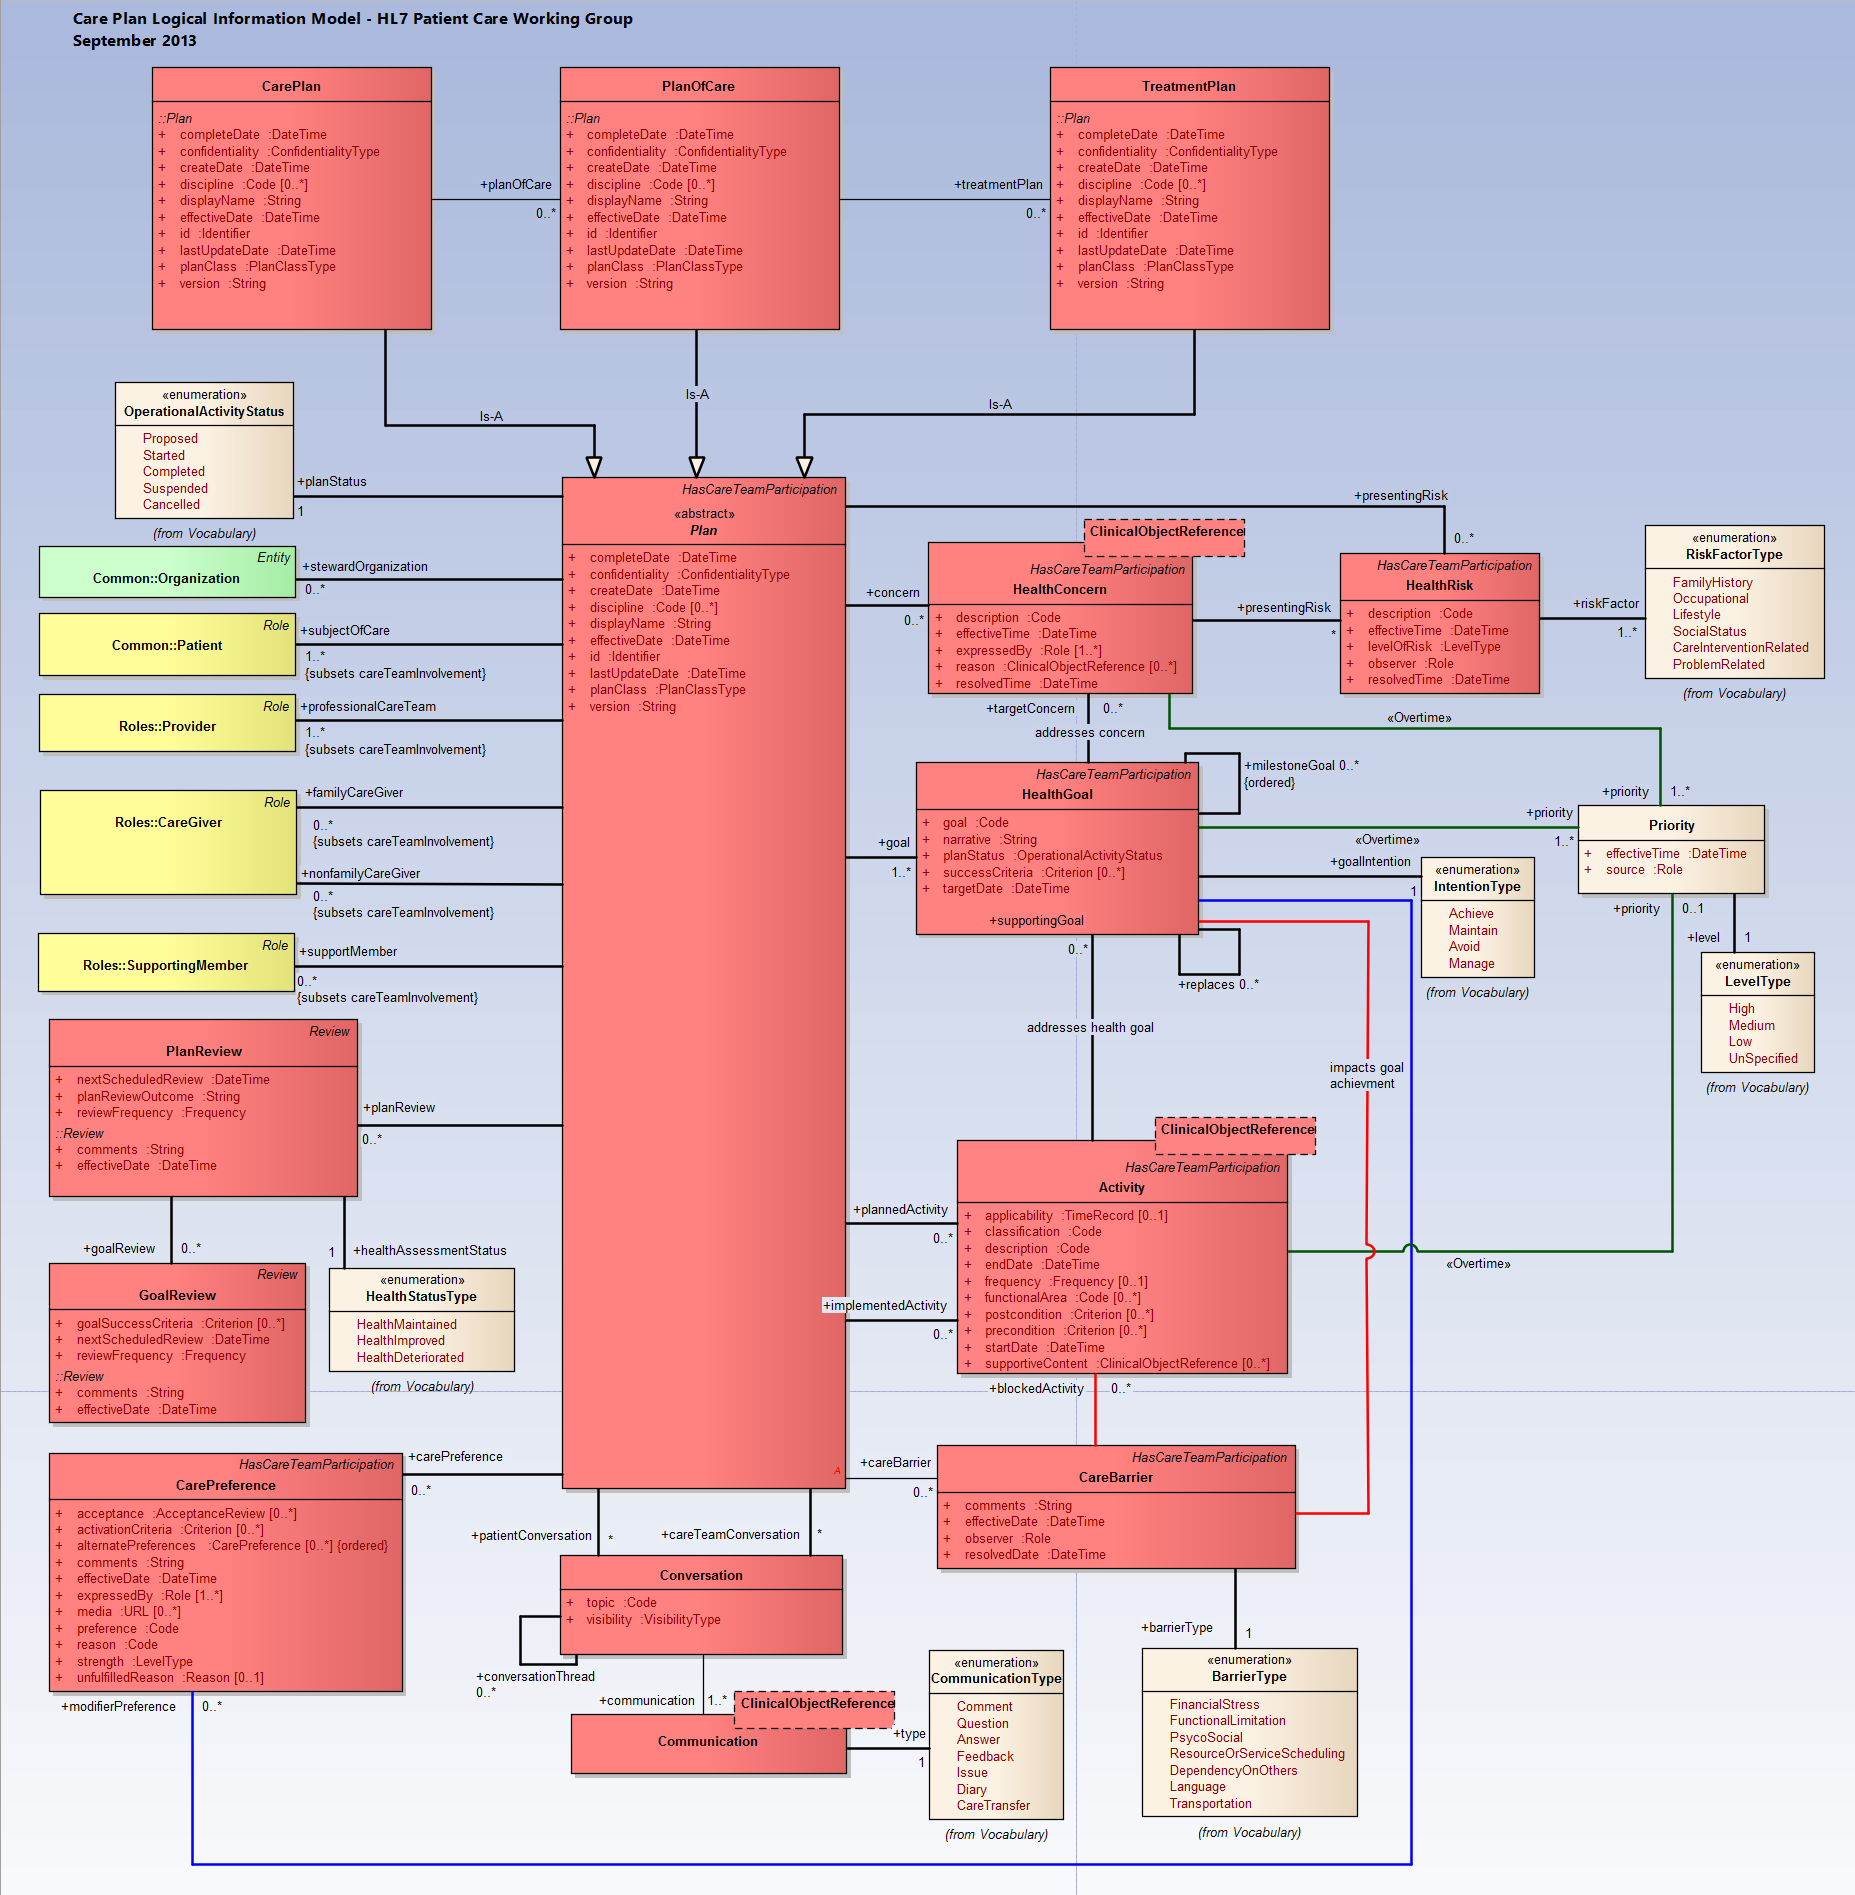 Care Plan Logical Information Model - HL7 Patient Care Working Group
September 2013
CarePlan
::Plan
+ completeDate :DateTime
+ confidentiality :ConfidentialityType
+ createDate :DateTime
+ discipline :Code [0..*]
+ displayName :String
+ effectiveDate :DateTime
+ id :Identifier
+ lastUpdateDate :DateTime
+ planClass :PlanClassType
+ version :String
+planOfCare
0..*
PlanOfCare
::Plan
+ completeDate :DateTime
+ confidentiality :ConfidentialityType
+ createDate :DateTime
+ discipline :Code [0..*]
+ displayName :String
+ effectiveDate :DateTime
+ id :Identifier
+ lastUpdateDate :DateTime
+ planClass :PlanClassType
+ version :String
+treatmentPlan
0..*
TreatmentPlan
::Plan
+ completeDate :DateTime
+ confidentiality :ConfidentialityType
+ createDate :DateTime
+ discipline :Code [0..*]
+ displayName :String
+ effectiveDate :DateTime
+ id :Identifier
+ lastUpdateDate :DateTime
+ planClass :PlanClassType
+ version :String
Is-A
Is-A
Is-A
«enumeration»
OperationalActivityStatus
Proposed
Started
Completed
Suspended
Cancelled
(from Vocabulary)
+planStatus
1
Entity
Common::Organization
+stewardOrganization
0..*
Role
Common::Patient
+subjectOfCare
1..*
{subsets careTeamInvolvement}
Role
Roles::Provider
+professionalCareTeam
1..*
{subsets careTeamInvolvement}
Role
Roles::CareGiver
+familyCareGiver
0..*
{subsets careTeamInvolvement}
+nonfamilyCareGiver
0..*
{subsets careTeamInvolvement}
Role
Roles::SupportingMember
+supportMember
0..*
{subsets careTeamInvolvement}
HasCareTeamParticipation
«abstract»
Plan
+ completeDate :DateTime
+ confidentiality :ConfidentialityType
+ createDate :DateTime
+ discipline :Code [0..*]
+ displayName :String
+ effectiveDate :DateTime
+ id :Identifier
+ lastUpdateDate :DateTime
+ planClass :PlanClassType
+ version :String
A
+presentingRisk
0..*
ClinicalObjectReference
HasCareTeamParticipation
HealthConcern
+ description :Code
+ effectiveTime :DateTime
+ expressedBy :Role [1..*]
+ reason :ClinicalObjectReference [0..*]
+ resolvedTime :DateTime
+concern
0..*
+presentingRisk
*
HasCareTeamParticipation
HealthRisk
+ description :Code
+ effectiveTime :DateTime
+ levelOfRisk :LevelType
+ observer :Role
+ resolvedTime :DateTime
+riskFactor
1..*
«enumeration»
RiskFactorType
FamilyHistory
Occupational
Lifestyle
SocialStatus
CareInterventionRelated
ProblemRelated
(from Vocabulary)
+targetConcern
0..*
addresses concern
«Overtime»
+priority
1..*
HasCareTeamParticipation
HealthGoal
+ goal :Code
+ narrative :String
+ planStatus :OperationalActivityStatus
+ successCriteria :Criterion [0..*]
+ targetDate :DateTime
+goal
1..*
+supportingGoal
0..*
+milestoneGoal 0..*
{ordered}
+priority
1..*
«Overtime»
+goalIntention
1
+replaces 0..*
«enumeration»
IntentionType
Achieve
Maintain
Avoid
Manage
(from Vocabulary)
Priority
+ effectiveTime :DateTime
+ source :Role
+priority
0..1
+level
1
«enumeration»
LevelType
High
Medium
Low
UnSpecified
(from Vocabulary)
addresses health goal
impacts goal
achievment
Review
PlanReview
+ nextScheduledReview :DateTime
+ planReviewOutcome :String
+ reviewFrequency :Frequency
::Review
+ comments :String
+ effectiveDate :DateTime
+planReview
0..*
+goalReview
0..*
1
+healthAssessmentStatus
Review
GoalReview
+ goalSuccessCriteria :Criterion [0..*]
+ nextScheduledReview :DateTime
+ reviewFrequency :Frequency
::Review
+ comments :String
+ effectiveDate :DateTime
«enumeration»
HealthStatusType
HealthMaintained
HealthImproved
HealthDeteriorated
(from Vocabulary)
ClinicalObjectReference
HasCareTeamParticipation
Activity
+ applicability :TimeRecord [0..1]
+ classification :Code
+ description :Code
+ endDate :DateTime
+ frequency :Frequency [0..1]
+ functionalArea :Code [0..*]
+ postcondition :Criterion [0..*]
+ precondition :Criterion [0..*]
+ startDate :DateTime
+ supportiveContent :ClinicalObjectReference [0..*]
+plannedActivity
0..*
+implementedActivity
0..*
«Overtime»
+blockedActivity
0..*
HasCareTeamParticipation
CarePreference
+ acceptance :AcceptanceReview [0..*]
+ activationCriteria :Criterion [0..*]
+ alternatePreferences :CarePreference [0..*] {ordered}
+ comments :String
+ effectiveDate :DateTime
+ expressedBy :Role [1..*]
+ media :URL [0..*]
+ preference :Code
+ reason :Code
+ strength :LevelType
+ unfulfilledReason :Reason [0..1]
+carePreference
0..*
+modifierPreference
0..*
+careBarrier
0..*
HasCareTeamParticipation
CareBarrier
+ comments :String
+ effectiveDate :DateTime
+ observer :Role
+ resolvedDate :DateTime
+patientConversation
*
+careTeamConversation
*
Conversation
+ topic :Code
+ visibility :VisibilityType
+conversationThread
0..*
+communication
1..*
ClinicalObjectReference
Communication
+type
1
«enumeration»
CommunicationType
Comment
Question
Answer
Feedback
Issue
Diary
CareTransfer
(from Vocabulary)
+barrierType
1
«enumeration»
BarrierType
FinancialStress
FunctionalLimitation
PsycoSocial
ResourceOrServiceScheduling
DependencyOnOthers
Language
Transportation
(from Vocabulary)